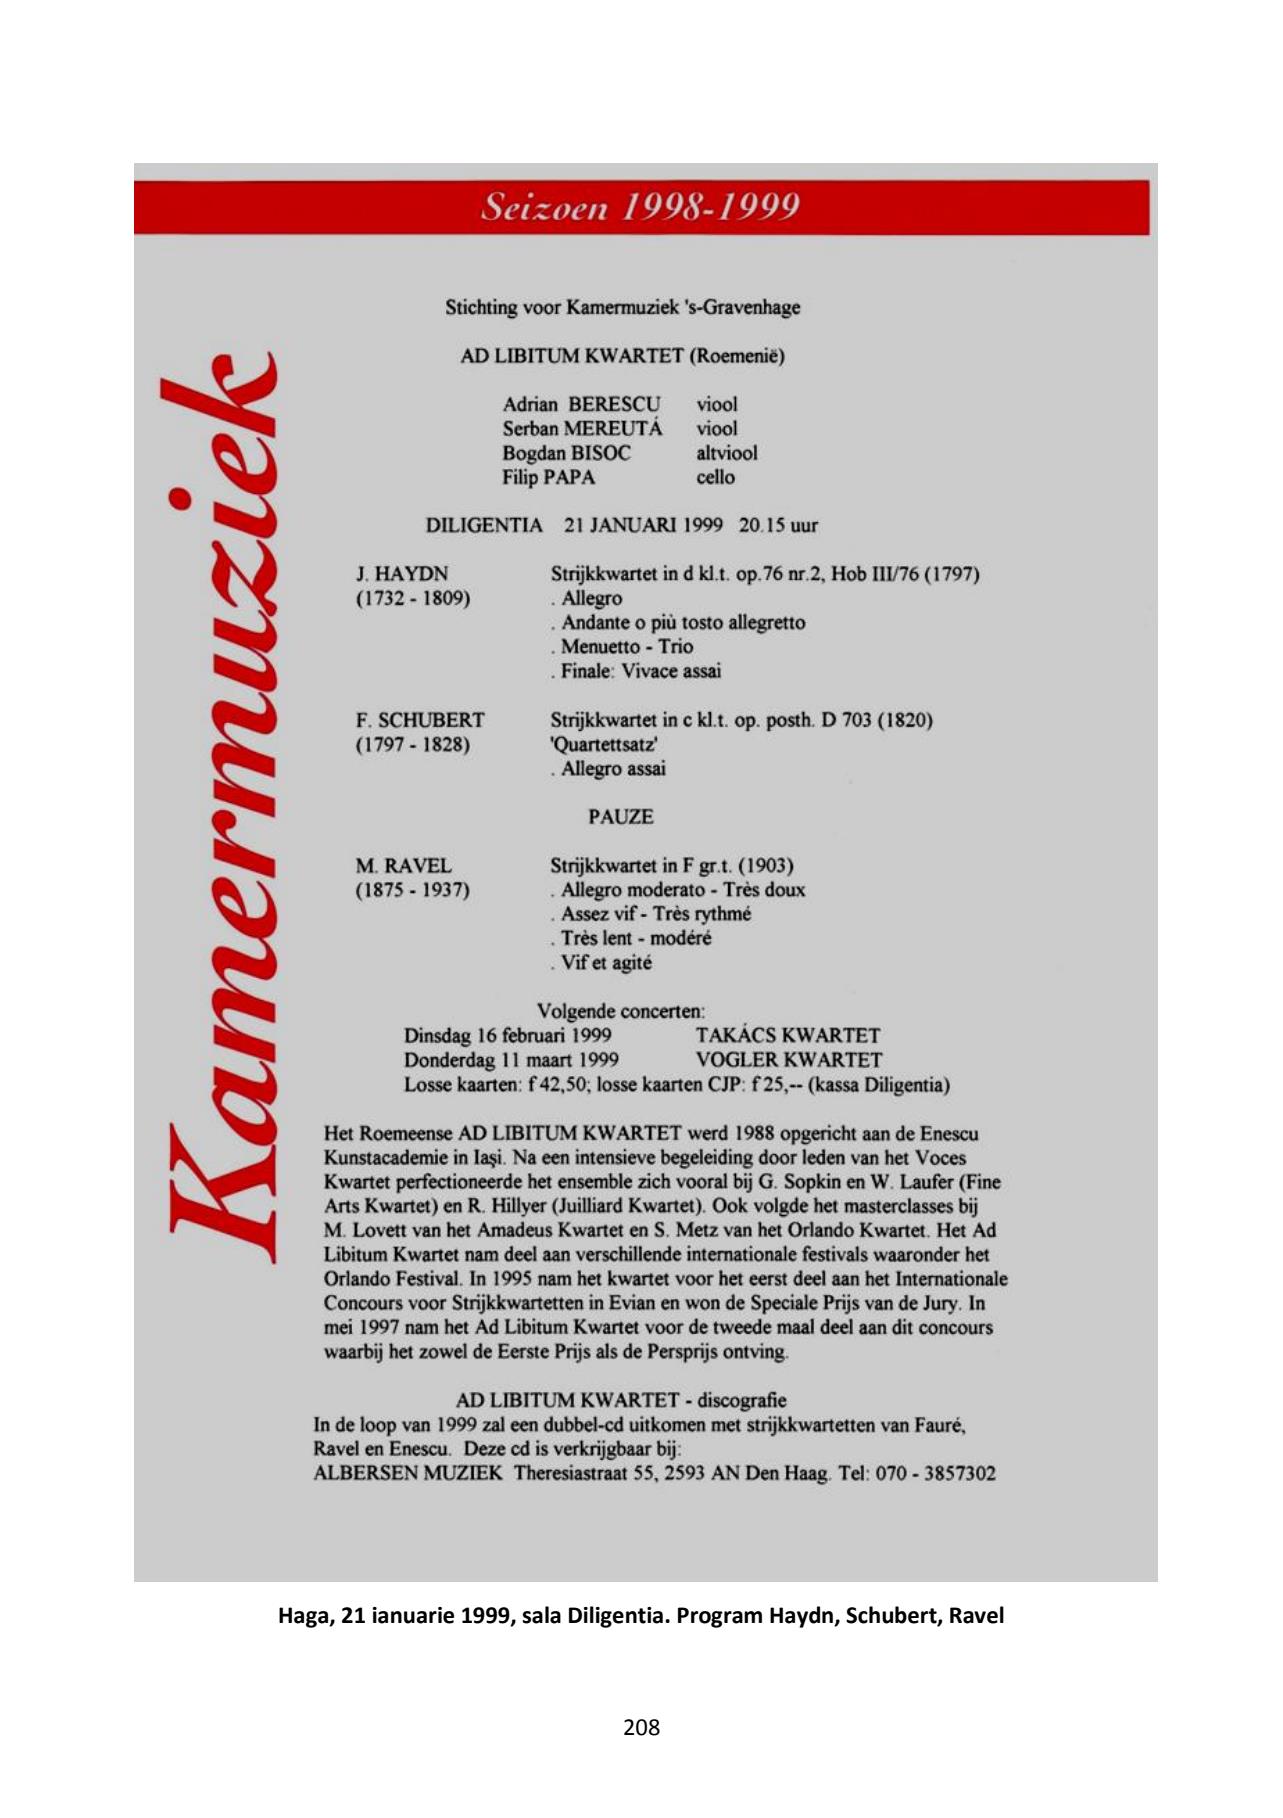 Seizoen 1998-1999
Kamermuziek
Stichting voor Kamermuziek 's-Gravenhage
AD LIBITUM KWARTET (Roemenië)
Adrian BERESCU viool
Serban MEREUTÁ viool
Bogdan BISOC altviool
Filip PAPA cello
DILIGENTIA 21 JANUARI 1999 20.15 uur
J. HAYDN Strijkkwartet in d kl.t. op.76 nr.2, Hob III/76 (1797)
(1732 - 1809) . Allegro
. Andante o più tosto allegretto
. Menuetto - Trio
. Finale: Vivace assai
F. SCHUBERT Strijkkwartet in c kl.t. op. posth. D 703 (1820)
(1797 - 1828) 'Quartettsatz'
. Allegro assai
PAUZE
M. RAVEL Strijkkwartet in F gr.t. (1903)
(1875 - 1937) . Allegro moderato - Très doux
. Assez vif - Très rythmé
. Très lent - modéré
. Vif et agité
Volgende concerten:
Dinsdag 16 februari 1999 TAKÁCS KWARTET
Donderdag 11 maart 1999 VOGLER KWARTET
Losse kaarten: f 42,50; losse kaarten CJP: f 25,-- (kassa Diligentia)
Het Roemeense AD LIBITUM KWARTET werd 1988 opgericht aan de Enescu
Kunstacademie in Iaşi. Na een intensieve begeleiding door leden van het Voces
Kwartet perfectioneerde het ensemble zich vooral bij G. Sopkin en W. Laufer (Fine
Arts Kwartet) en R. Hillyer (Juilliard Kwartet). Ook volgde het masterclasses bij
M. Lovett van het Amadeus Kwartet en S. Metz van het Orlando Kwartet. Het Ad
Libitum Kwartet nam deel aan verschillende internationale festivals waaronder het
Orlando Festival. In 1995 nam het kwartet voor het eerst deel aan het Internationale
Concours voor Strijkkwartetten in Evian en won de Speciale Prijs van de Jury. In
mei 1997 nam het Ad Libitum Kwartet voor de tweede maal deel aan dit concours
waarbij het zowel de Eerste Prijs als de Persprijs ontving.
AD LIBITUM KWARTET - discografie
In de loop van 1999 zal een dubbel-cd uitkomen met strijkkwartetten van Fauré,
Ravel en Enescu. Deze cd is verkrijgbaar bij:
ALBERSEN MUZIEK Theresiastraat 55, 2593 AN Den Haag. Tel: 070 - 3857302
Haga, 21 ianuarie 1999, sala Diligentia. Program Haydn, Schubert, Ravel
208